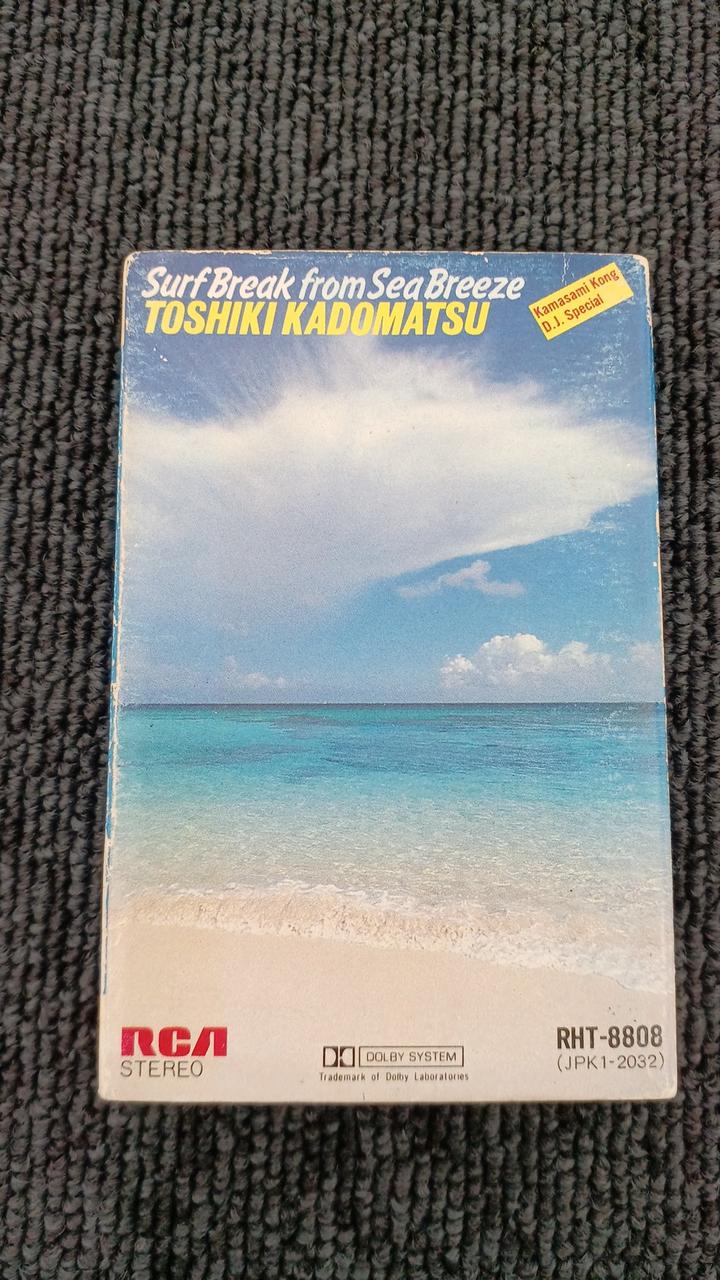 Surf Break from Sea Breeze
TOSHIKI KADOMATSU
Kamasami Kong
D.J. Special
RCA
STEREO
DOLBY SYSTEM
Trademark of Dolby Laboratories
RHT-8808
(JPK1-2032)